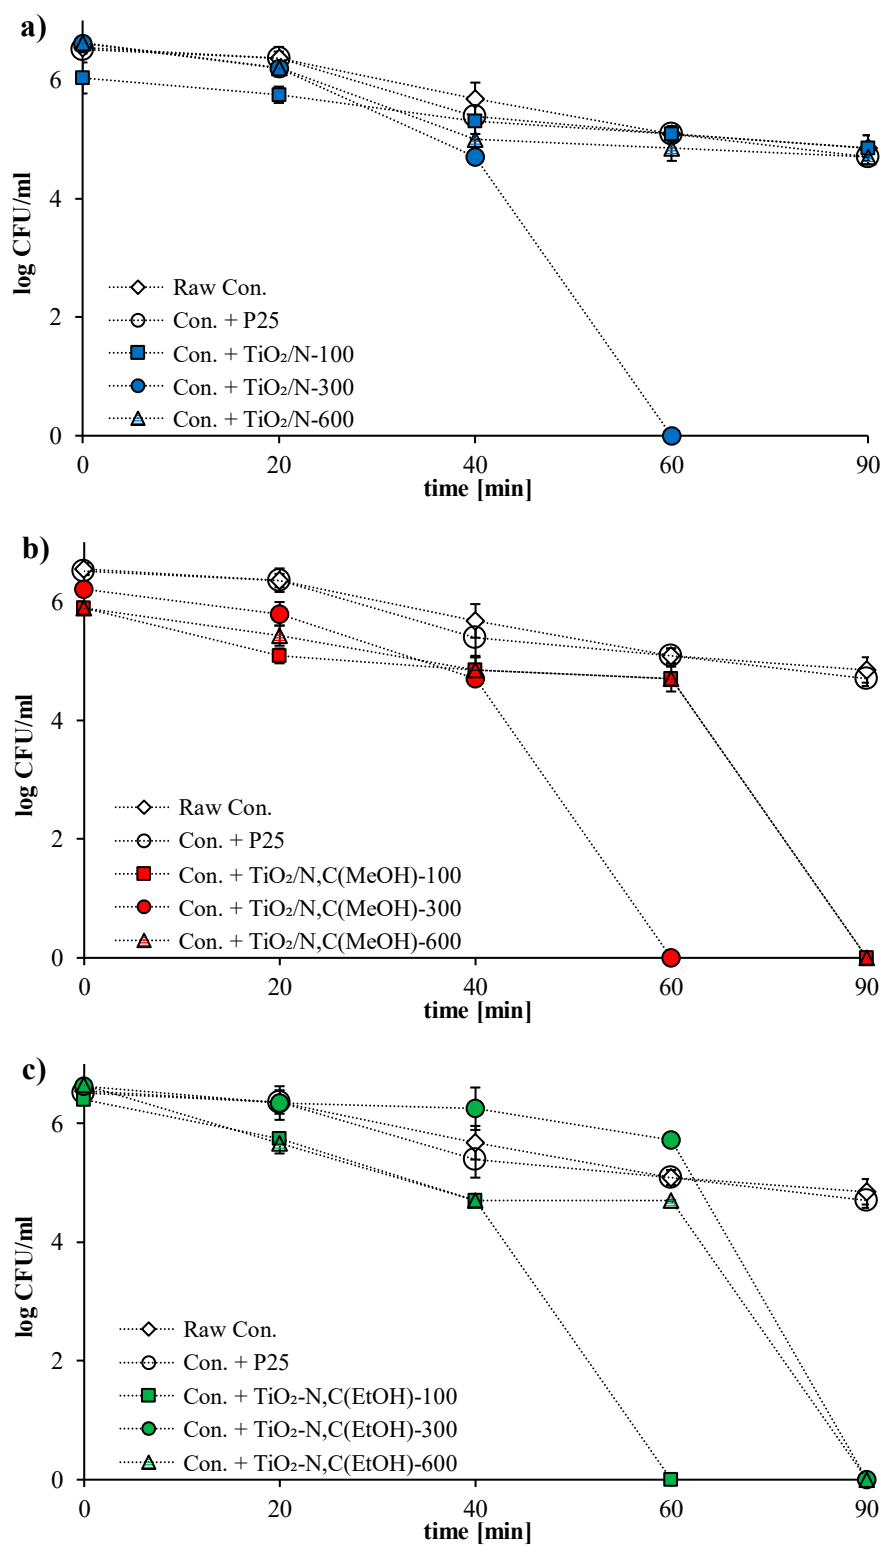 a)
6
4
2
0
log CFU/ml
Raw Con.
Con. + P25
Con. + TiO₂/N-100
Con. + TiO₂/N-300
Con. + TiO₂/N-600
0 20 40 60 90
time [min]
b)
6
4
2
0
log CFU/ml
Raw Con.
Con. + P25
Con. + TiO₂/N,C(MeOH)-100
Con. + TiO₂/N,C(MeOH)-300
Con. + TiO₂/N,C(MeOH)-600
0 20 40 60 90
time [min]
c)
6
4
2
0
log CFU/ml
Raw Con.
Con. + P25
Con. + TiO₂-N,C(EtOH)-100
Con. + TiO₂-N,C(EtOH)-300
Con. + TiO₂-N,C(EtOH)-600
0 20 40 60 90
time [min]